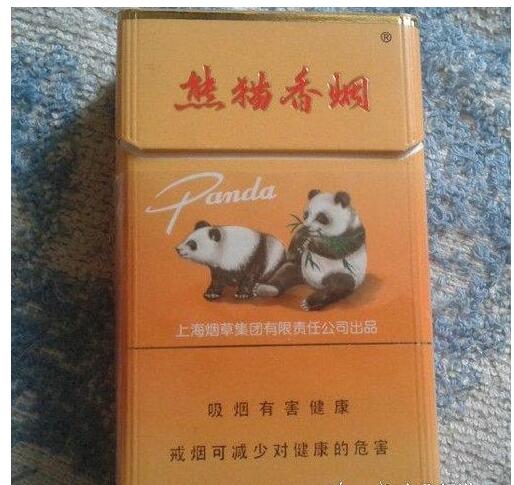 熊猫香烟
®
Panda
上海烟草集团有限责任公司出品
吸烟有害健康
戒烟可减少对健康的危害